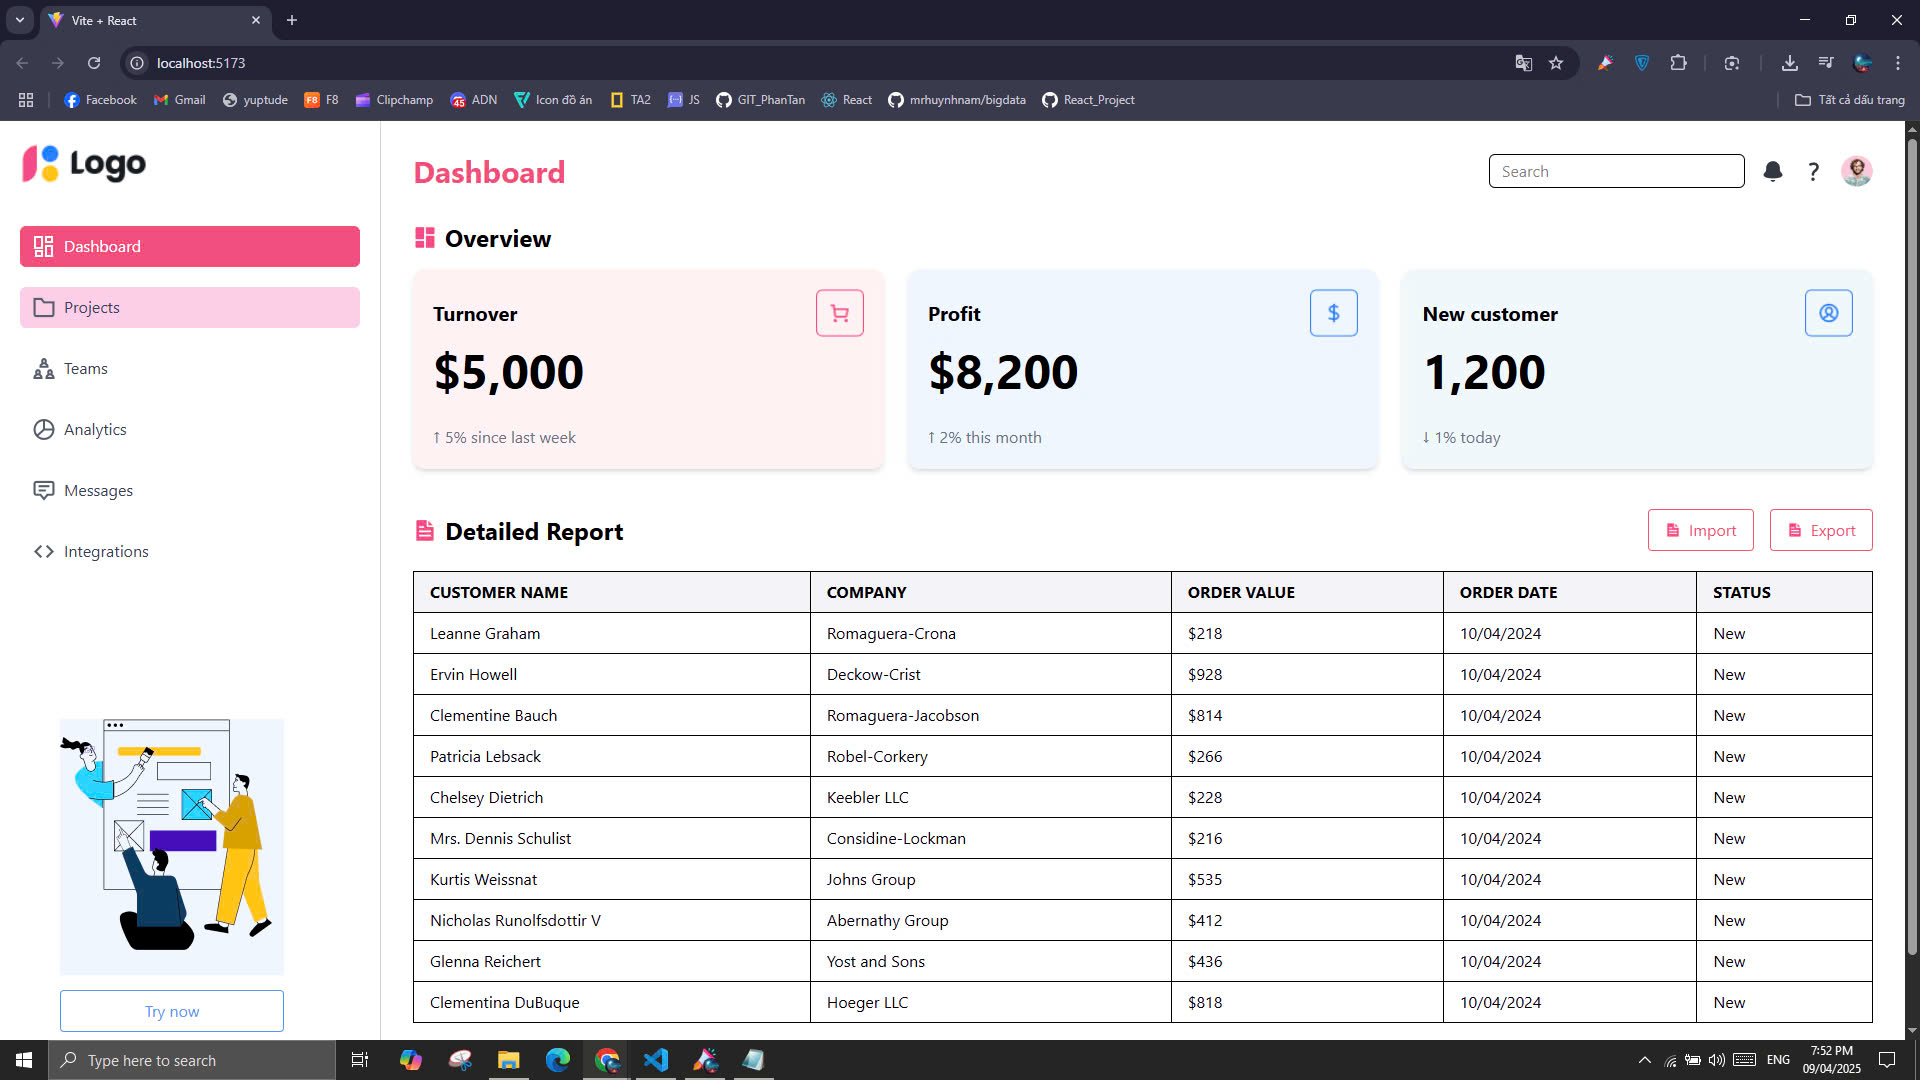 Vite + React
localhost:5173
Facebook Gmail yuptude F8 F8 Clipchamp 45 ADN Icon đồ án TA2 JS GIT_PhanTan React mrhuynhnam/bigdata React_Project Tất cả dấu trang
Logo
Dashboard
Projects
Teams
Analytics
Messages
Integrations
Try now
Dashboard
Search
?
Overview
Turnover
$5,000
↑ 5% since last week
Profit
$
$8,200
↑ 2% this month
New customer
1,200
↓ 1% today
Detailed Report
Import
Export
CUSTOMER NAME COMPANY ORDER VALUE ORDER DATE STATUS
Leanne Graham Romaguera-Crona $218 10/04/2024 New
Ervin Howell Deckow-Crist $928 10/04/2024 New
Clementine Bauch Romaguera-Jacobson $814 10/04/2024 New
Patricia Lebsack Robel-Corkery $266 10/04/2024 New
Chelsey Dietrich Keebler LLC $228 10/04/2024 New
Mrs. Dennis Schulist Considine-Lockman $216 10/04/2024 New
Kurtis Weissnat Johns Group $535 10/04/2024 New
Nicholas Runolfsdottir V Abernathy Group $412 10/04/2024 New
Glenna Reichert Yost and Sons $436 10/04/2024 New
Clementina DuBuque Hoeger LLC $818 10/04/2024 New
Type here to search
ENG
7:52 PM
09/04/2025